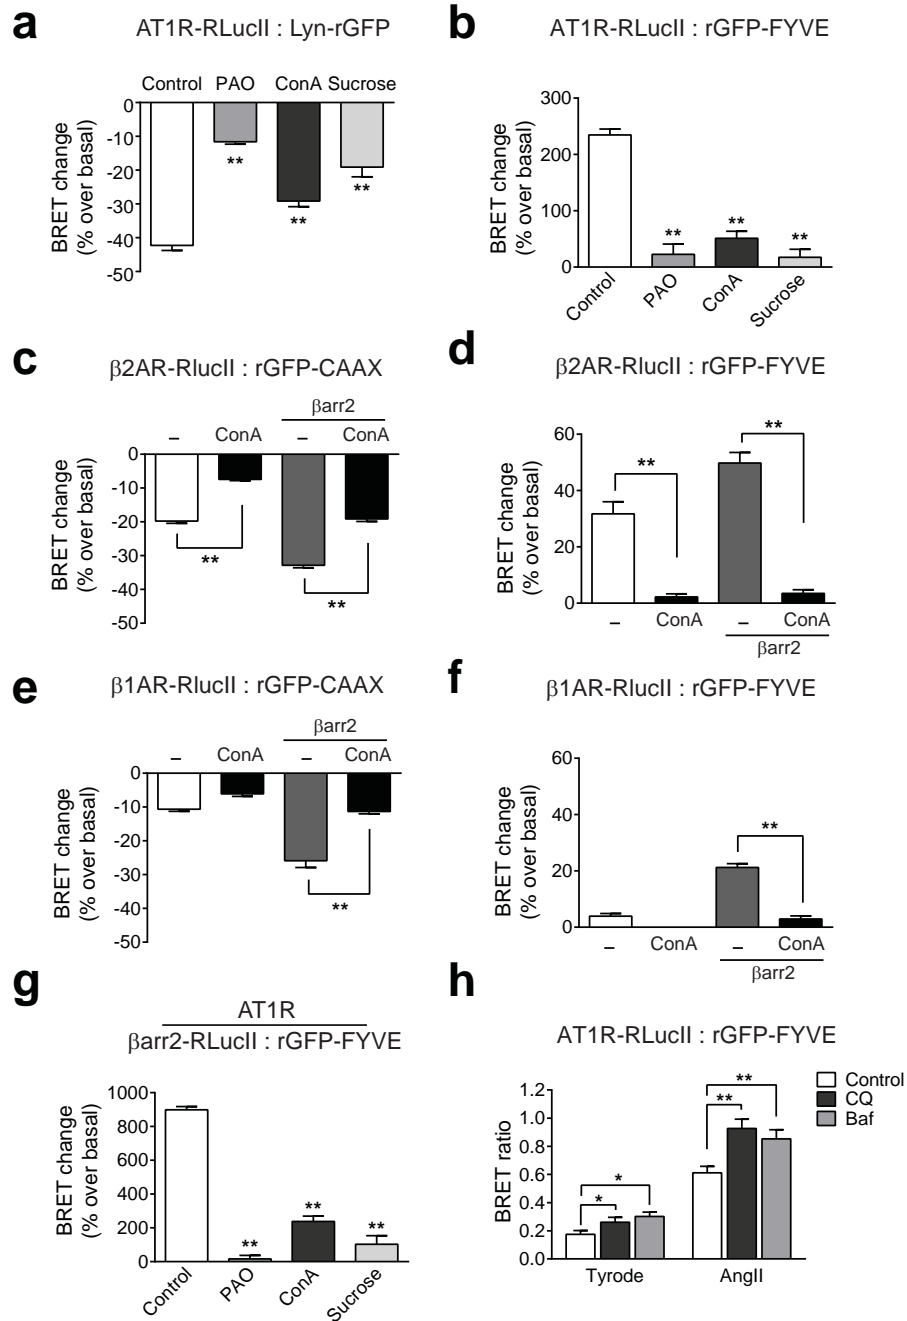 a
AT1R-RLucII : Lyn-rGFP
Control PAO ConA Sucrose
BRET change
(% over basal)
0
-10
-20
-30
-40
-50
**
**
**
b
AT1R-RLucII : rGFP-FYVE
BRET change
(% over basal)
300
200
100
0
**
**
**
Control
PAO
ConA
Sucrose
c
β2AR-RlucII : rGFP-CAAX
βarr2
– ConA – ConA
BRET change
(% over basal)
0
-10
-20
-30
-40
-50
**
**
d
β2AR-RlucII : rGFP-FYVE
BRET change
(% over basal)
60
40
20
0
**
**
– ConA – ConA
βarr2
e
β1AR-RlucII : rGFP-CAAX
βarr2
– ConA – ConA
BRET change
(% over basal)
0
-10
-20
-30
-40
-50
**
f
β1AR-RlucII : rGFP-FYVE
BRET change
(% over basal)
60
40
20
0
**
– ConA – ConA
βarr2
g
AT1R
βarr2-RLucII : rGFP-FYVE
BRET change
(% over basal)
1000
800
600
400
200
0
**
**
**
Control
PAO
ConA
Sucrose
h
AT1R-RLucII : rGFP-FYVE
Control
CQ
Baf
BRET ratio
1.2
1.0
0.8
0.6
0.4
0.2
0.0
*
*
**
**
Tyrode AngII